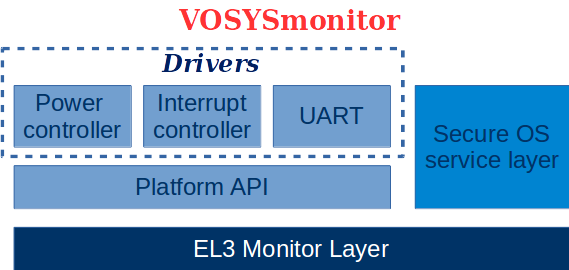 VOSYSmonitor
Drivers
Power
controller
Interrupt
controller
UART
Secure OS
service layer
Platform API
EL3 Monitor Layer